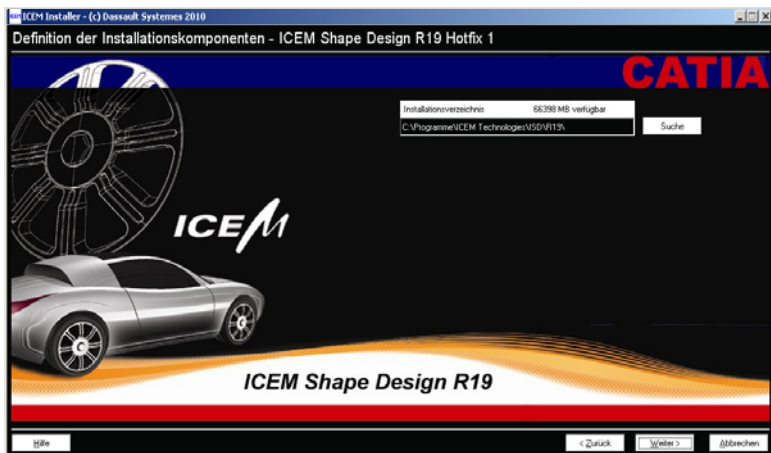 ICEM Installer - (c) Dassault Systemes 2010
Definition der Installationskomponenten - ICEM Shape Design R19 Hotfix 1
CATIA
Installationsverzeichnis 66398 MB verfügbar
C:\Programme\ICEM Technologies\ISD\R19\ Suche
ICEM
ICEM Shape Design R19
Hilfe < Zurück Weiter > Abbrechen